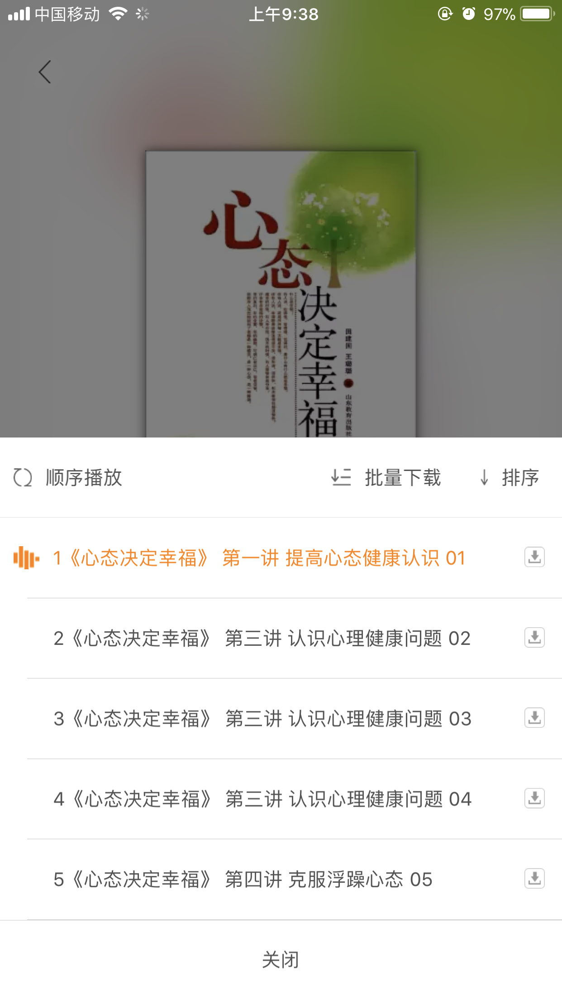 中国移动 上午9:38 97%
心态
决定幸福
田建国 王璐璐
山东教育出版社
顺序播放 批量下载 排序
1《心态决定幸福》 第一讲 提高心态健康认识 01
2《心态决定幸福》 第三讲 认识心理健康问题 02
3《心态决定幸福》 第三讲 认识心理健康问题 03
4《心态决定幸福》 第三讲 认识心理健康问题 04
5《心态决定幸福》 第四讲 克服浮躁心态 05
关闭